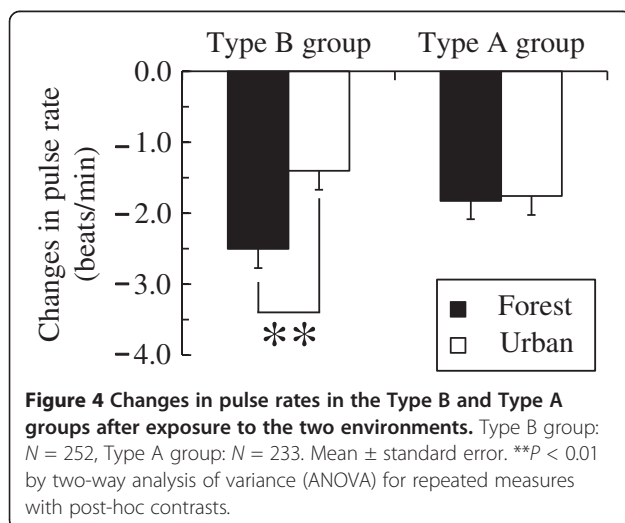 Type B group Type A group
0.0
−1.0
−2.0
−3.0
−4.0
Changes in pulse rate
(beats/min)
**
Forest
Urban
Figure 4 Changes in pulse rates in the Type B and Type A
groups after exposure to the two environments. Type B group:
N = 252, Type A group: N = 233. Mean ± standard error. **P < 0.01
by two-way analysis of variance (ANOVA) for repeated measures
with post-hoc contrasts.